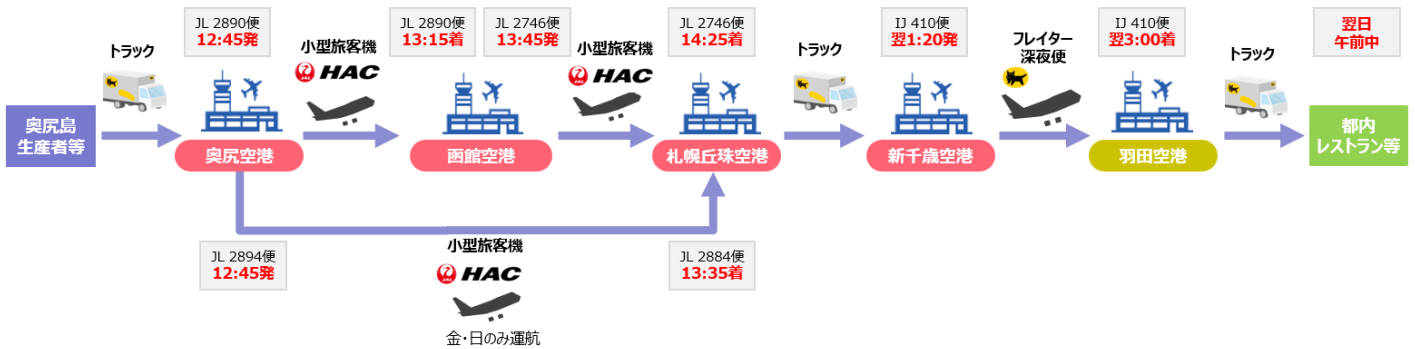 JL 2890便
12:45発
JL 2890便
13:15着
JL 2746便
13:45発
JL 2746便
14:25着
IJ 410便
翌1:20発
IJ 410便
翌3:00着
翌日
午前中
トラック
小型旅客機
HAC
小型旅客機
HAC
トラック
フレイター
深夜便
トラック
奥尻島
生産者等
奥尻空港
函館空港
札幌丘珠空港
新千歳空港
羽田空港
都内
レストラン等
JL 2894便
12:45発
小型旅客機
HAC
金・日のみ運航
JL 2884便
13:35着